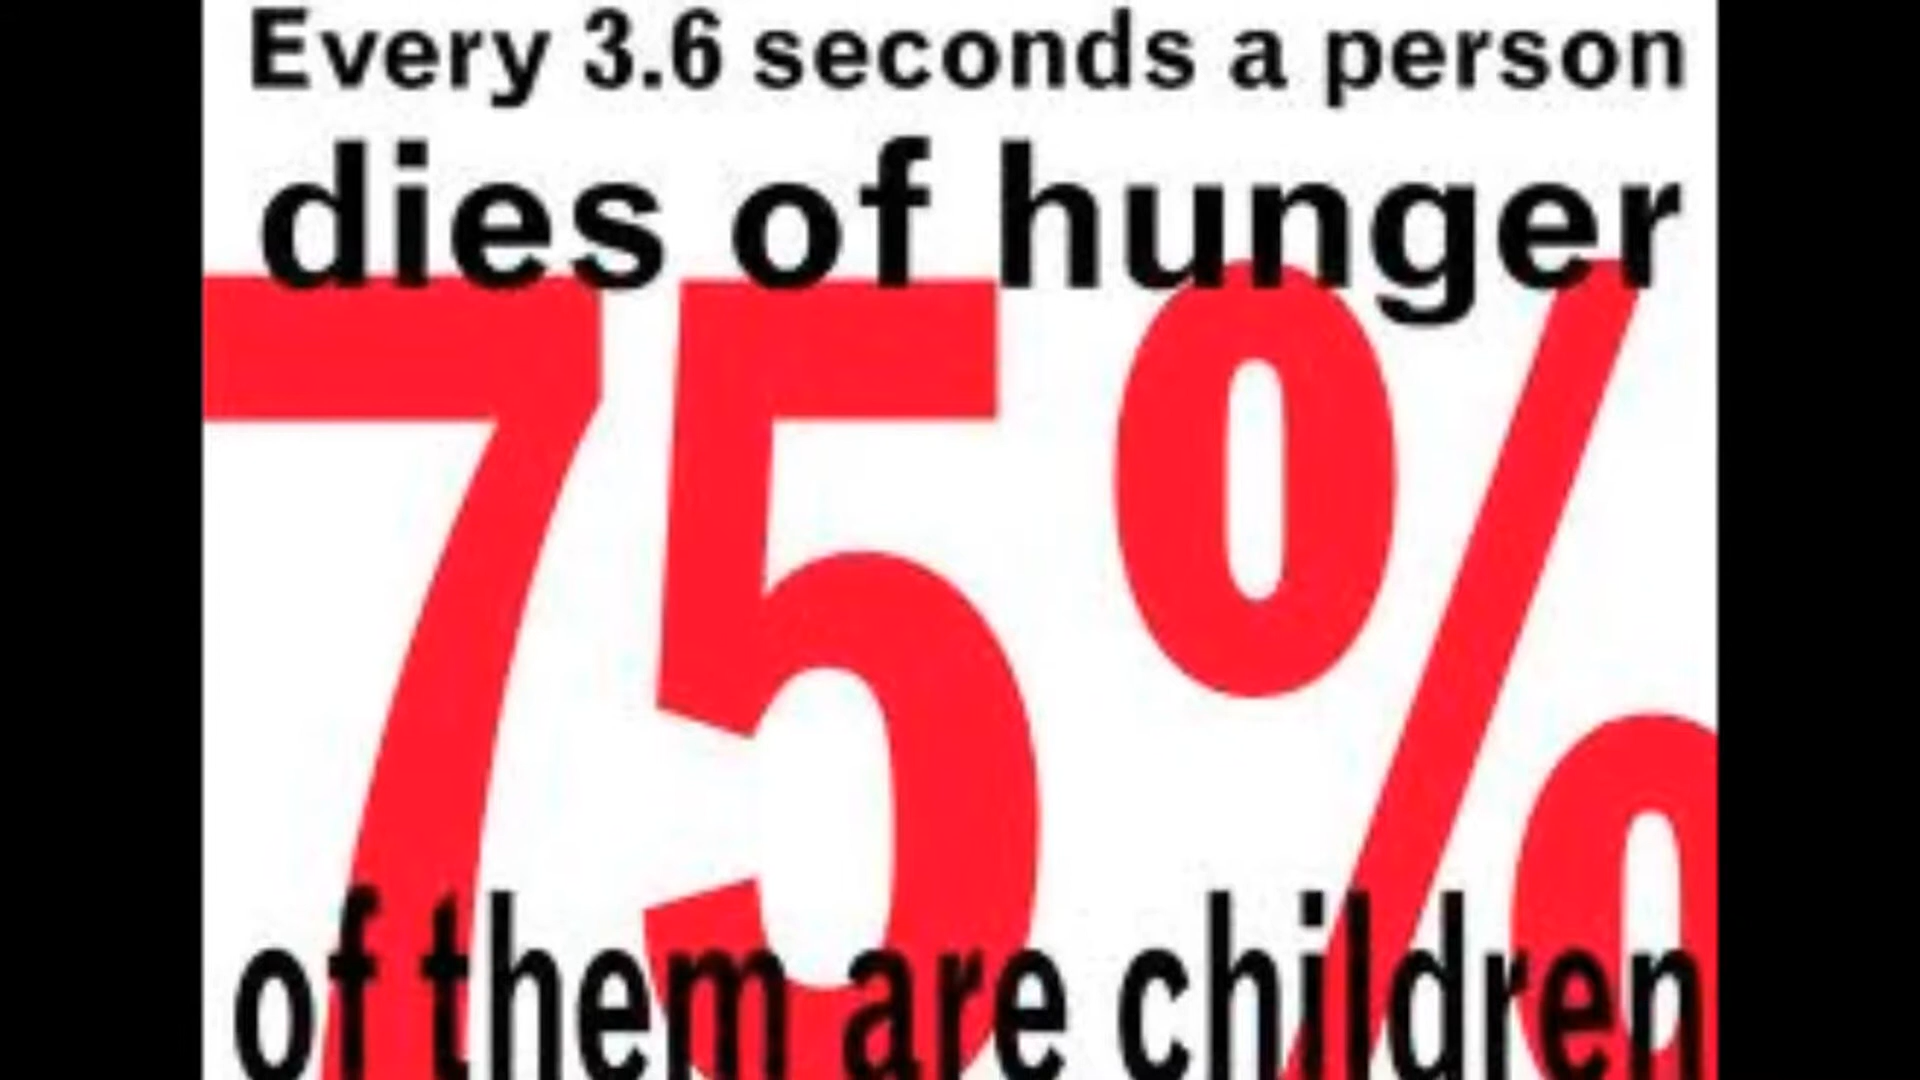 Every 3.6 seconds a person
dies of hunger
75%
of them are children